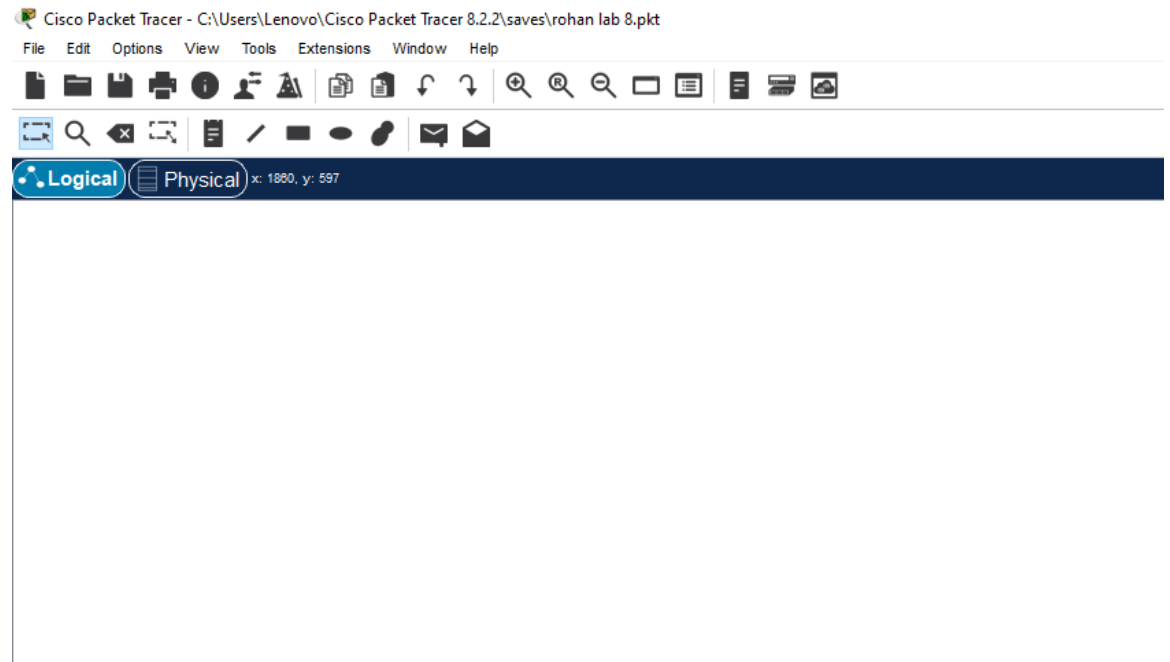 Cisco Packet Tracer - C:\Users\Lenovo\Cisco Packet Tracer 8.2.2\saves\rohan lab 8.pkt
File Edit Options View Tools Extensions Window Help
Logical Physical x: 1860, y: 597